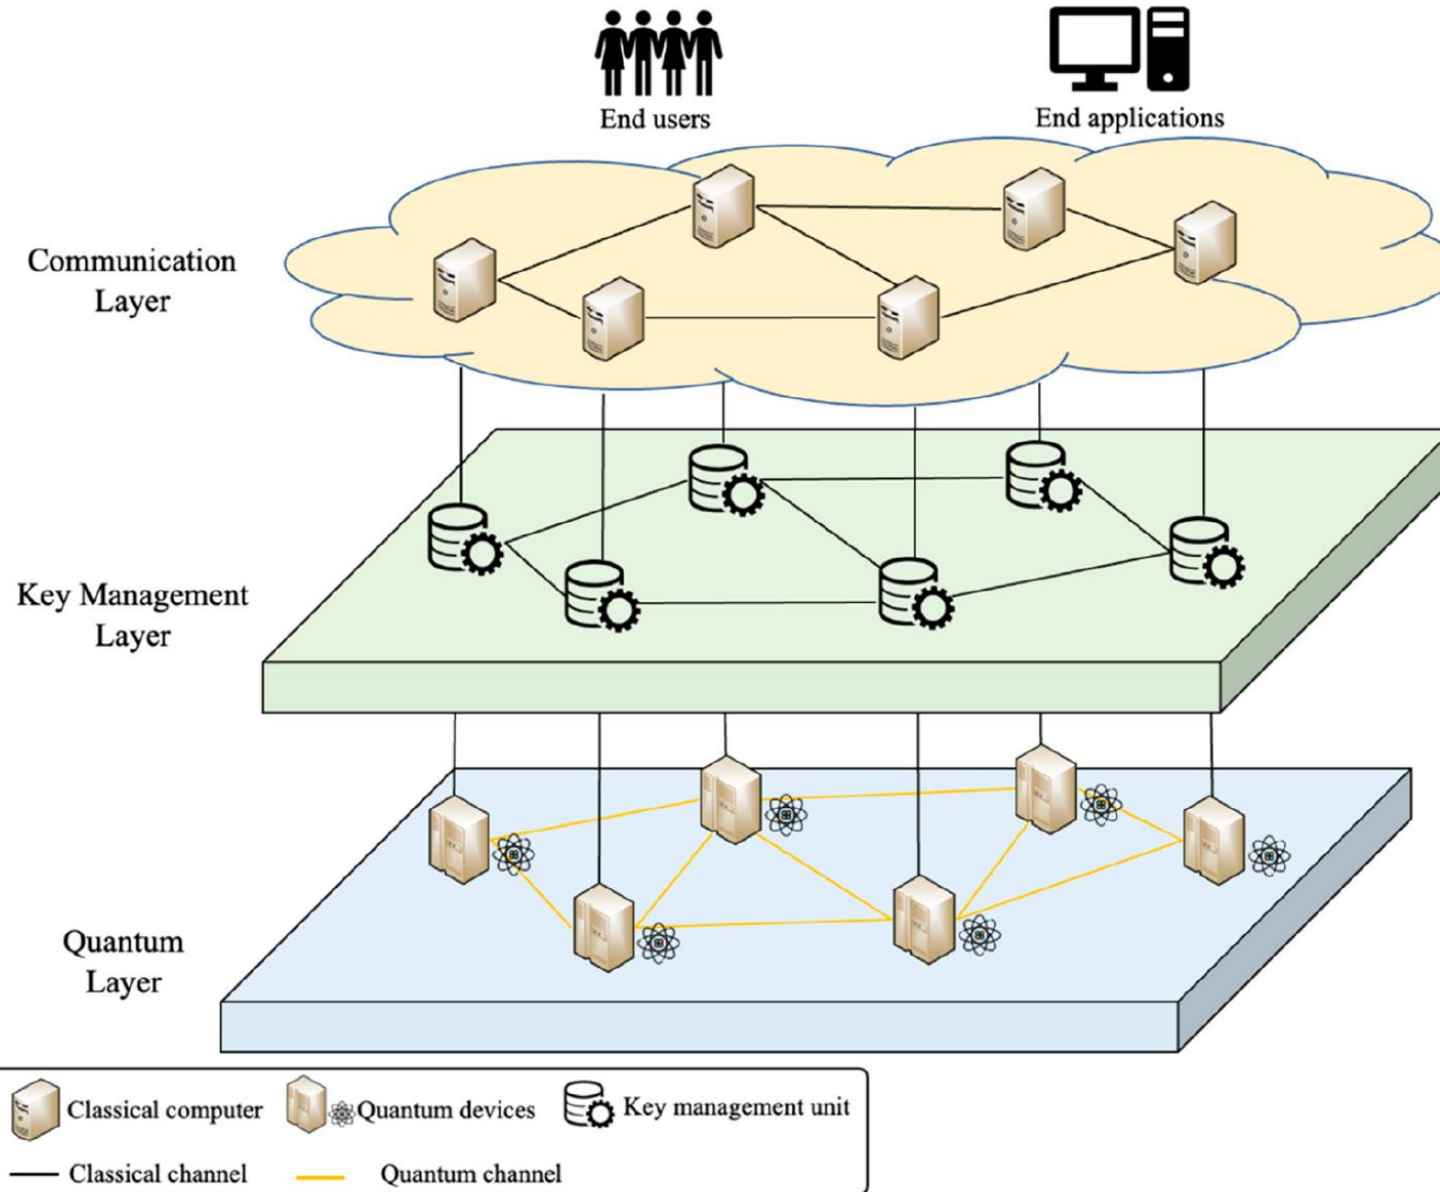 End users
End applications
Communication
Layer
Key Management
Layer
Quantum
Layer
Classical computer
Quantum devices
Key management unit
Classical channel
Quantum channel